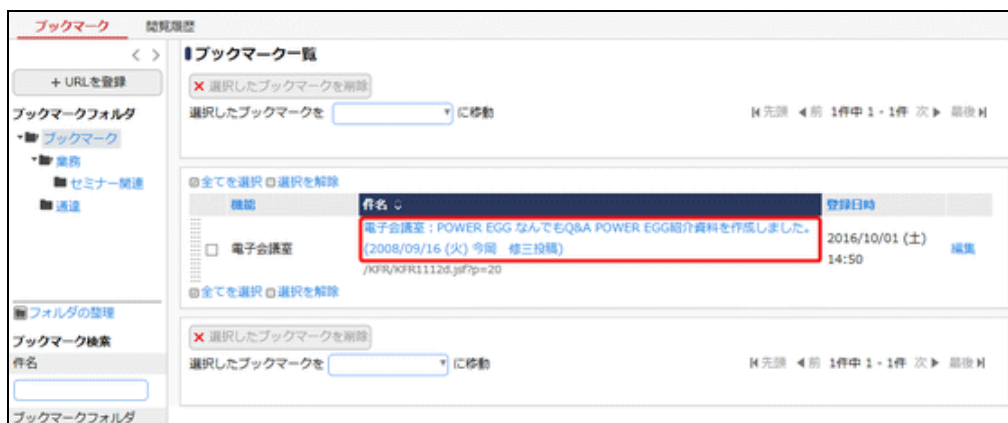 ブックマーク 閲覧履歴
+ URLを登録
ブックマークフォルダ
ブックマーク
業務
セミナー関連
通達
フォルダの整理
ブックマーク検索
件名
ブックマークフォルダ
ブックマーク一覧
選択したブックマークを削除
選択したブックマークを に移動 先頭 前 1件中 1 - 1件 次 最後
全てを選択 選択を解除
機能 件名 登録日時
電子会議室 電子会議室:POWER EGG なんでもQ&A POWER EGG紹介資料を作成しました。
(2008/09/16 (火) 今岡 修三投稿)
/KFR/KFR1112d.jsf?p=20
2016/10/01 (土)
14:50
編集
全てを選択 選択を解除
選択したブックマークを削除
選択したブックマークを に移動 先頭 前 1件中 1 - 1件 次 最後